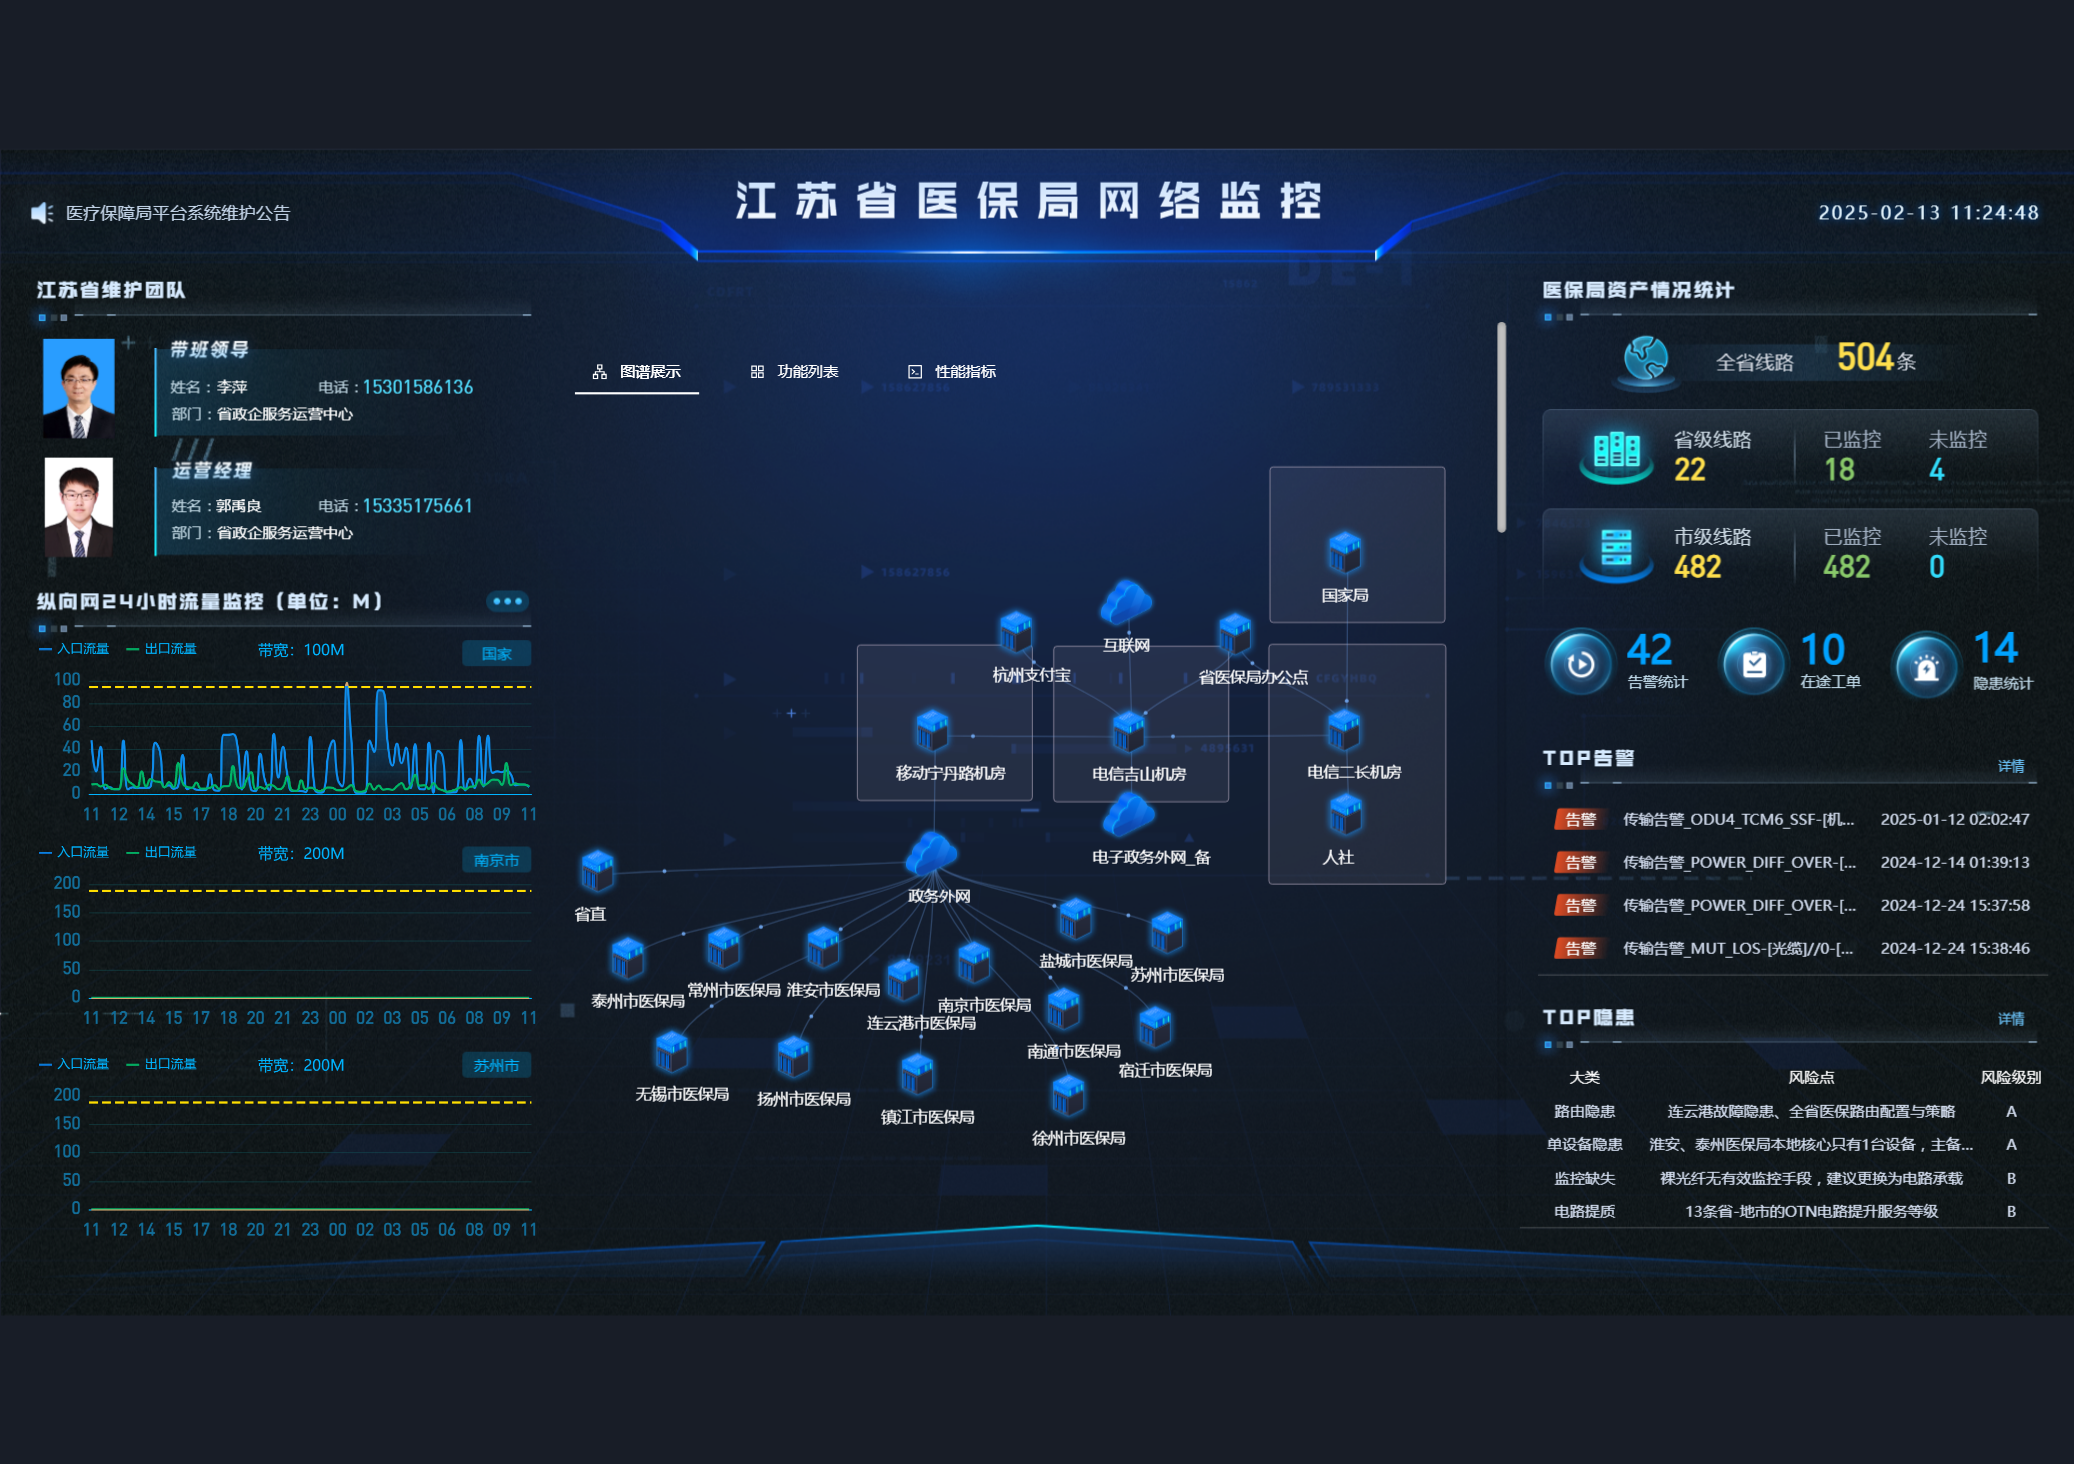 江苏省医保局网络监控
医疗保障局平台系统维护公告
2025-02-13 11:24:48
江苏省维护团队
带班领导
姓名：李萍 电话：15301586136
部门：省政企服务运营中心
运营经理
姓名：郭禹良 电话：15335175661
部门：省政企服务运营中心
纵向网24小时流量监控（单位：M）
入口流量 出口流量 带宽：100M 国家
100
80
60
40
20
0
11 12 14 15 17 18 20 21 23 00 02 03 05 06 08 09 11
入口流量 出口流量 带宽：200M 南京市
200
150
100
50
0
11 12 14 15 17 18 20 21 23 00 02 03 05 06 08 09 11
入口流量 出口流量 带宽：200M 苏州市
200
150
100
50
0
11 12 14 15 17 18 20 21 23 00 02 03 05 06 08 09 11
图谱展示 功能列表 性能指标
国家局
互联网
杭州支付宝
省医保局办公点
移动宁丹路机房
电信吉山机房
电信二长机房
电子政务外网_备
人社
政务外网
省直
盐城市医保局
苏州市医保局
泰州市医保局
常州市医保局
淮安市医保局
南京市医保局
连云港市医保局
南通市医保局
宿迁市医保局
无锡市医保局
扬州市医保局
镇江市医保局
徐州市医保局
医保局资产情况统计
全省线路 504条
省级线路 已监控 未监控
22 18 4
市级线路 已监控 未监控
482 482 0
42 10 14
告警统计 在途工单 隐患统计
TOP告警 详情
告警 传输告警_ODU4_TCM6_SSF-[机... 2025-01-12 02:02:47
告警 传输告警_POWER_DIFF_OVER-[... 2024-12-14 01:39:13
告警 传输告警_POWER_DIFF_OVER-[... 2024-12-24 15:37:58
告警 传输告警_MUT_LOS-[光缆]//0-[... 2024-12-24 15:38:46
TOP隐患 详情
大类 风险点 风险级别
路由隐患 连云港故障隐患、全省医保路由配置与策略 A
单设备隐患 淮安、泰州医保局本地核心只有1台设备，主备... A
监控缺失 裸光纤无有效监控手段，建议更换为电路承载 B
电路提质 13条省-地市的OTN电路提升服务等级 B